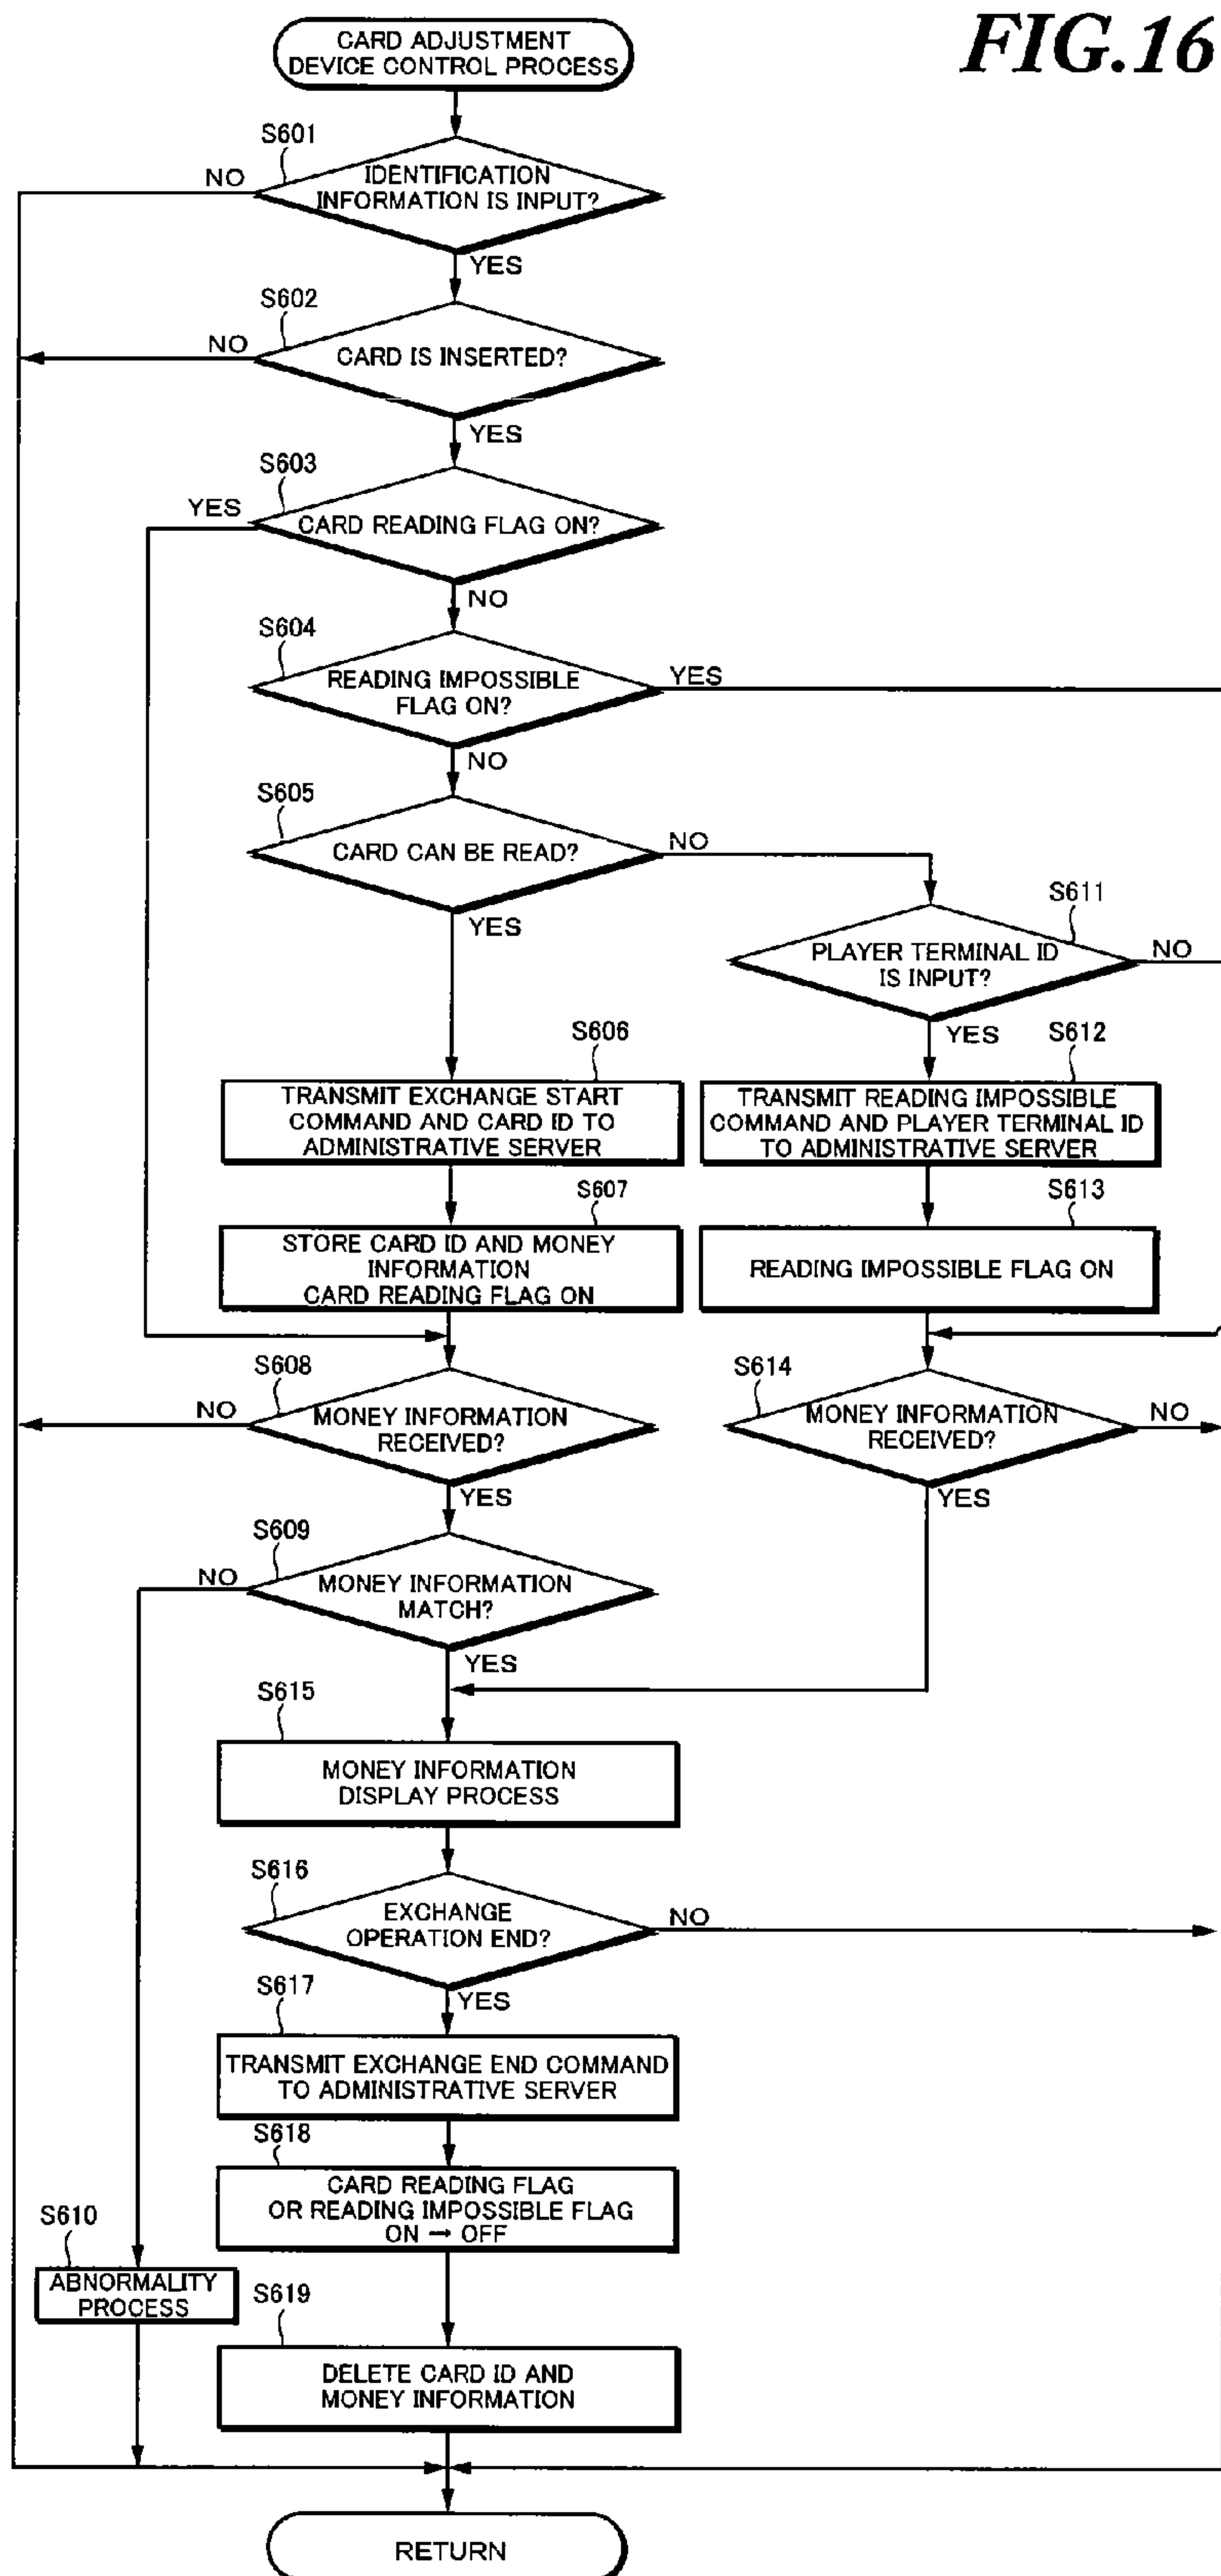 FIG.16
CARD ADJUSTMENT
DEVICE CONTROL PROCESS
S601
IDENTIFICATION
INFORMATION IS INPUT?
NO
YES
S602
CARD IS INSERTED?
NO
YES
S603
CARD READING FLAG ON?
YES
NO
S604
READING IMPOSSIBLE
FLAG ON?
YES
NO
S605
CARD CAN BE READ?
NO
YES
S611
PLAYER TERMINAL ID
IS INPUT?
NO
YES
S606
TRANSMIT EXCHANGE START
COMMAND AND CARD ID TO
ADMINISTRATIVE SERVER
S612
TRANSMIT READING IMPOSSIBLE
COMMAND AND PLAYER TERMINAL ID
TO ADMINISTRATIVE SERVER
S607
STORE CARD ID AND MONEY
INFORMATION
CARD READING FLAG ON
S613
READING IMPOSSIBLE FLAG ON
S608
MONEY INFORMATION
RECEIVED?
NO
YES
S614
MONEY INFORMATION
RECEIVED?
NO
YES
S609
MONEY INFORMATION
MATCH?
NO
YES
S615
MONEY INFORMATION
DISPLAY PROCESS
S616
EXCHANGE
OPERATION END?
NO
YES
S617
TRANSMIT EXCHANGE END COMMAND
TO ADMINISTRATIVE SERVER
S618
CARD READING FLAG
OR READING IMPOSSIBLE FLAG
ON → OFF
S610
ABNORMALITY
PROCESS
S619
DELETE CARD ID AND
MONEY INFORMATION
RETURN